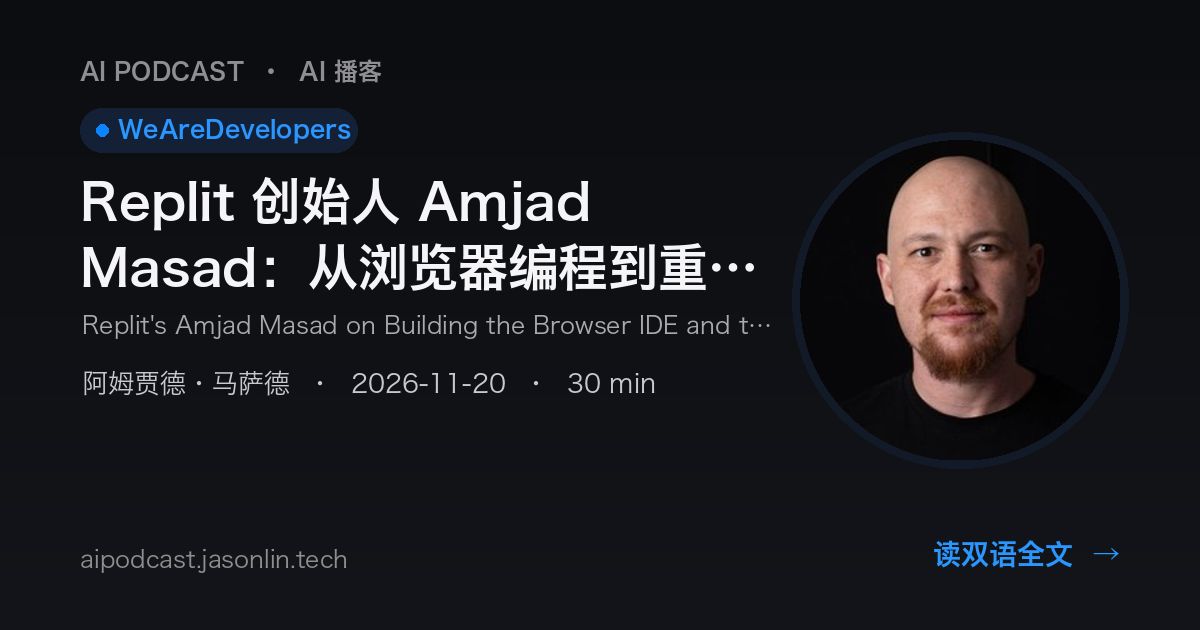 AI PODCAST · AI 播客
WeAreDevelopers
Replit 创始人 Amjad
Masad：从浏览器编程到重…
Replit's Amjad Masad on Building the Browser IDE and t…
阿姆贾德·马萨德 · 2026-11-20 · 30 min
aipodcast.jasonlin.tech
读双语全文 →